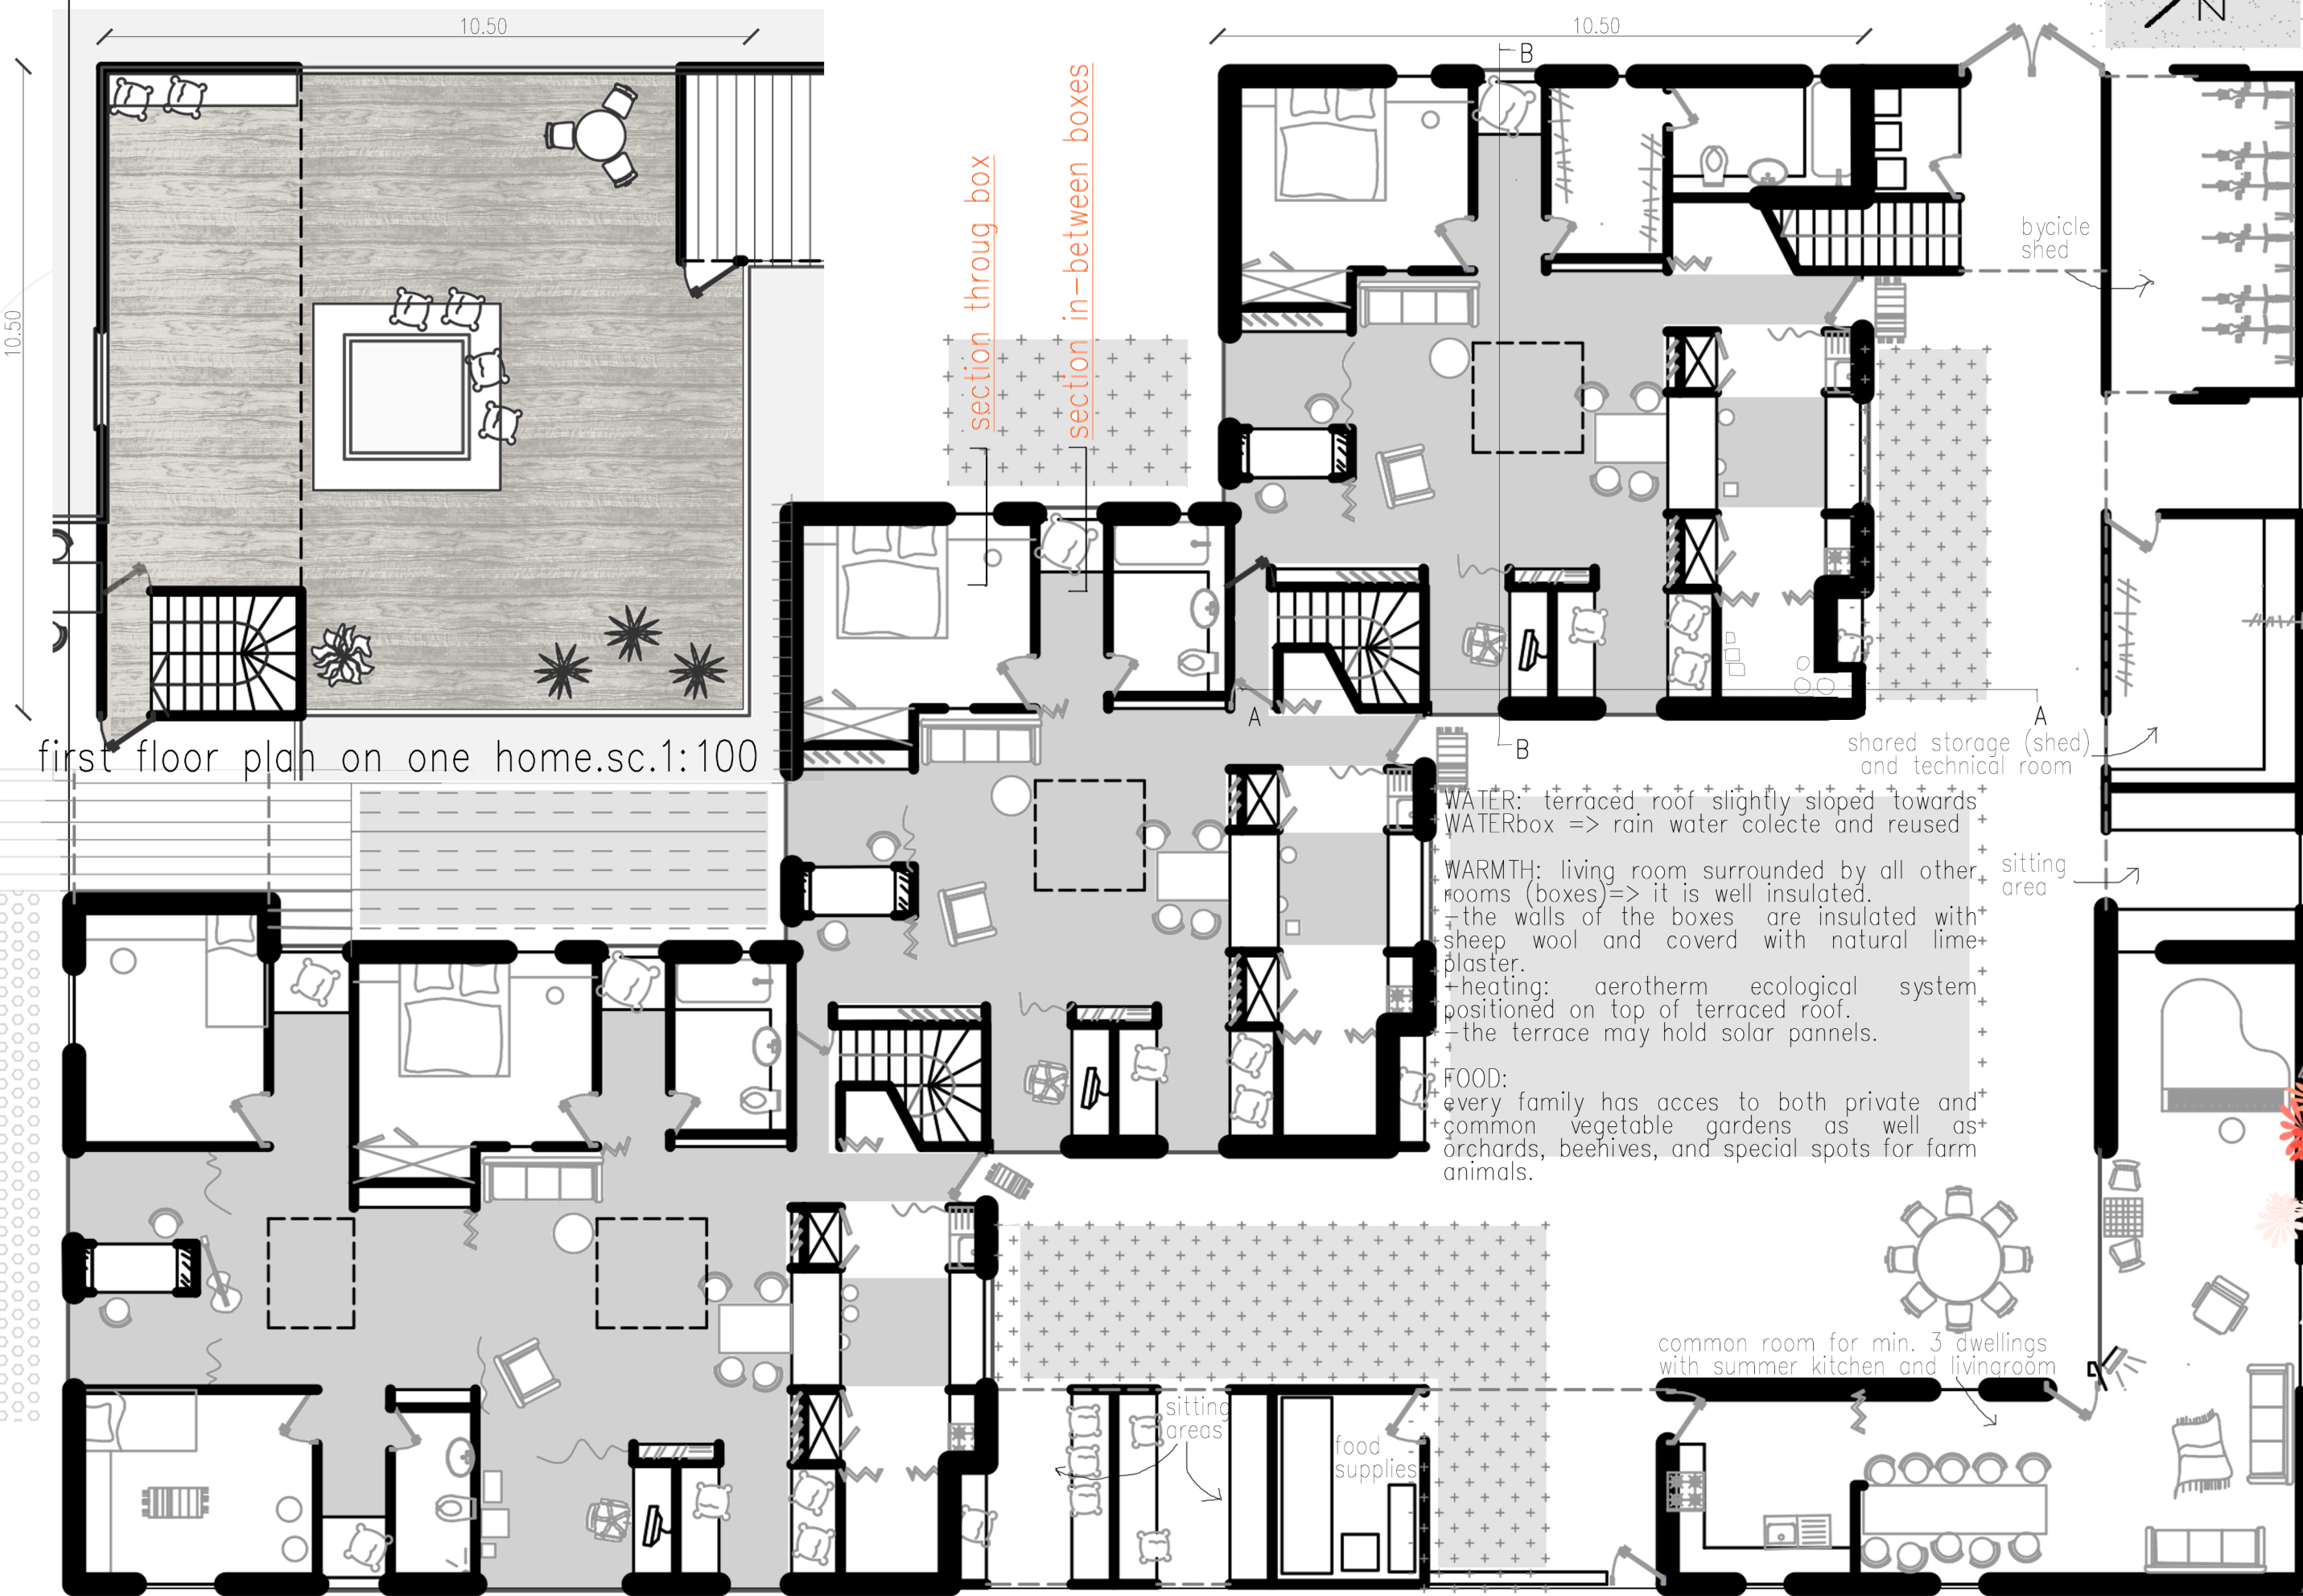 10.50
10.50
N
10.50
B
section throug box
section in-between boxes
bycicle
shed
A
A
B
first floor plan on one home.sc.1:100
shared storage (shed)
and technical room
WATER: terraced roof slightly sloped towards
WATERbox => rain water colecte and reused
WARMTH: living room surrounded by all other
rooms (boxes)=> it is well insulated.
-the walls of the boxes are insulated with
sheep wool and coverd with natural lime
plaster.
-heating: aerotherm ecological system
positioned on top of terraced roof.
-the terrace may hold solar pannels.
sitting
area
FOOD:
every family has acces to both private and
common vegetable gardens as well as
orchards, beehives, and special spots for farm
animals.
common room for min. 3 dwellings
with summer kitchen and livingroom
sitting
areas
food
supplies